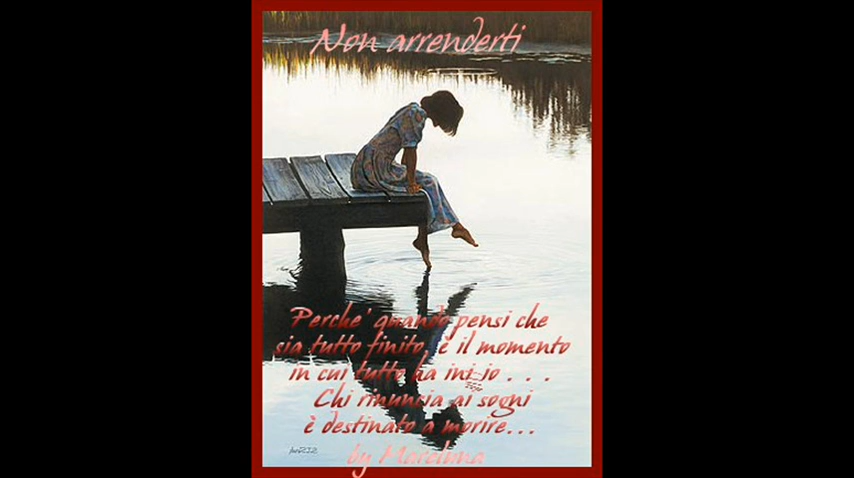 Non arrenderti
Perche' quando pensi che
sia tutto finito, è il momento
in cui tutto ha inizio . . .
Chi rinuncia ai sogni
è destinato a morire...
by